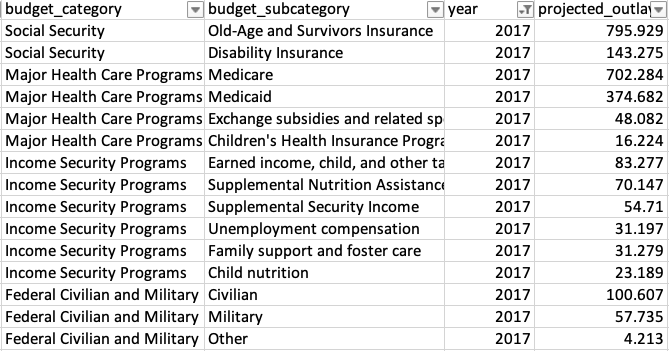 budget_category budget_subcategory year projected_outla
Social Security Old-Age and Survivors Insurance 2017 795.929
Social Security Disability Insurance 2017 143.275
Major Health Care Programs Medicare 2017 702.284
Major Health Care Programs Medicaid 2017 374.682
Major Health Care Programs Exchange subsidies and related sp 2017 48.082
Major Health Care Programs Children's Health Insurance Progra 2017 16.224
Income Security Programs Earned income, child, and other ta 2017 83.277
Income Security Programs Supplemental Nutrition Assistance 2017 70.147
Income Security Programs Supplemental Security Income 2017 54.71
Income Security Programs Unemployment compensation 2017 31.197
Income Security Programs Family support and foster care 2017 31.279
Income Security Programs Child nutrition 2017 23.189
Federal Civilian and Military Civilian 2017 100.607
Federal Civilian and Military Military 2017 57.735
Federal Civilian and Military Other 2017 4.213